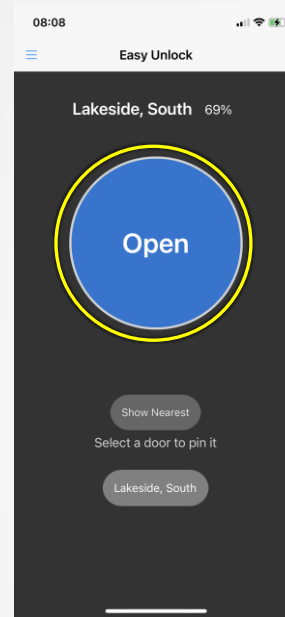 08:08
Easy Unlock
Lakeside, South 69%
Open
Show Nearest
Select a door to pin it
Lakeside, South